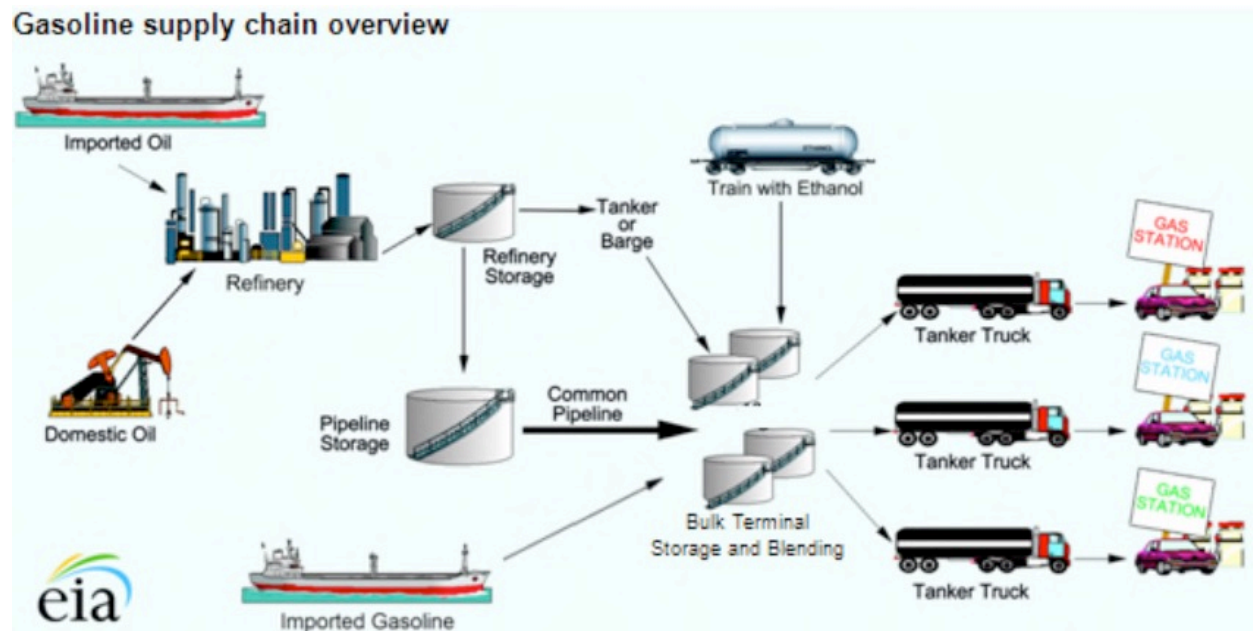 Gasoline supply chain overview
Imported Oil
ETHANOL
Train with Ethanol
Tanker
or
Barge
Refinery
Storage
Refinery
GAS
STATION
Tanker Truck
Domestic Oil
Pipeline
Storage
Common
Pipeline
GAS
STATION
Tanker Truck
Bulk Terminal
Storage and Blending
GAS
STATION
Tanker Truck
eia
Imported Gasoline